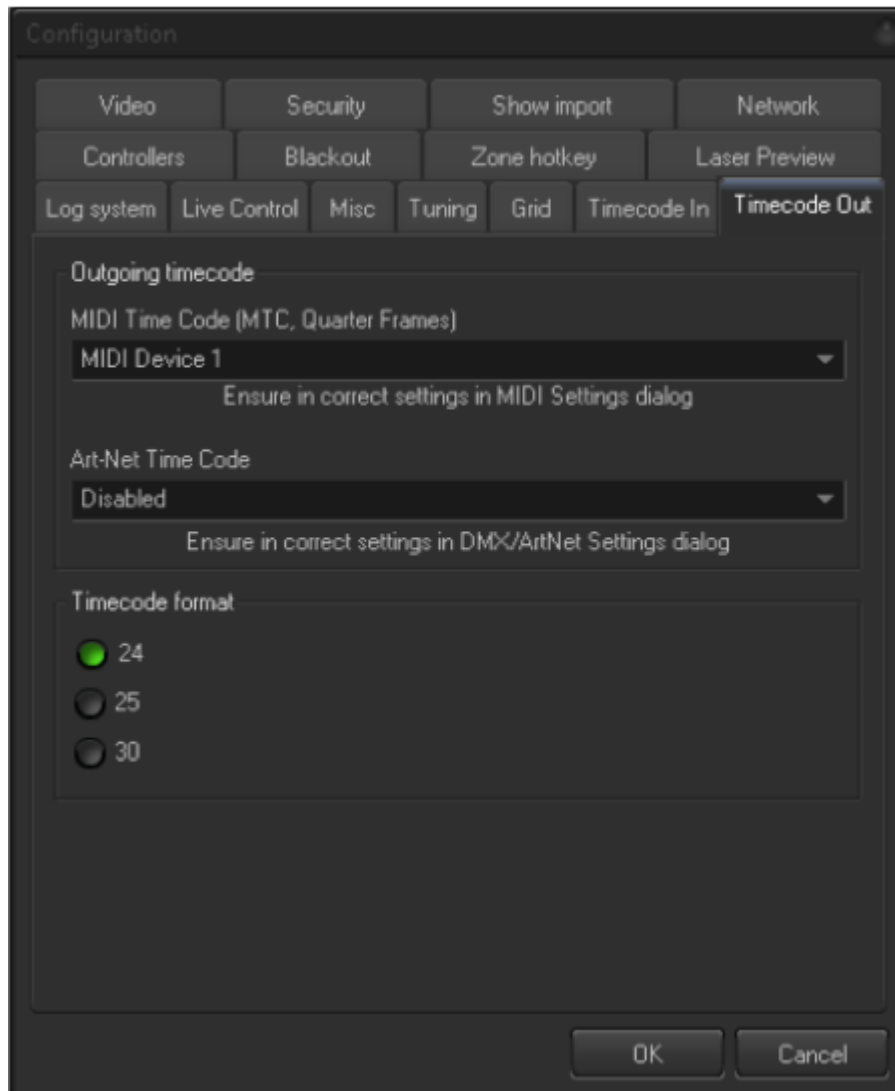 Configuration
Video Security Show import Network
Controllers Blackout Zone hotkey Laser Preview
Log system Live Control Misc Tuning Grid Timecode In Timecode Out
Outgoing timecode
MIDI Time Code (MTC, Quarter Frames)
MIDI Device 1
Ensure in correct settings in MIDI Settings dialog
Art-Net Time Code
Disabled
Ensure in correct settings in DMX/ArtNet Settings dialog
Timecode format
24
25
30
OK Cancel